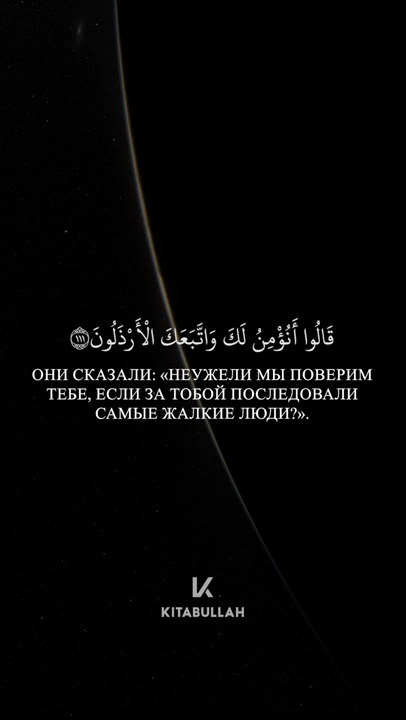 قَالُوا أَنُؤْمِنُ لَكَ وَاتَّبَعَكَ الْأَرْذَلُونَ ١١١
ОНИ СКАЗАЛИ: «НЕУЖЕЛИ МЫ ПОВЕРИМ
ТЕБЕ, ЕСЛИ ЗА ТОБОЙ ПОСЛЕДОВАЛИ
САМЫЕ ЖАЛКИЕ ЛЮДИ?».
KITABULLAH